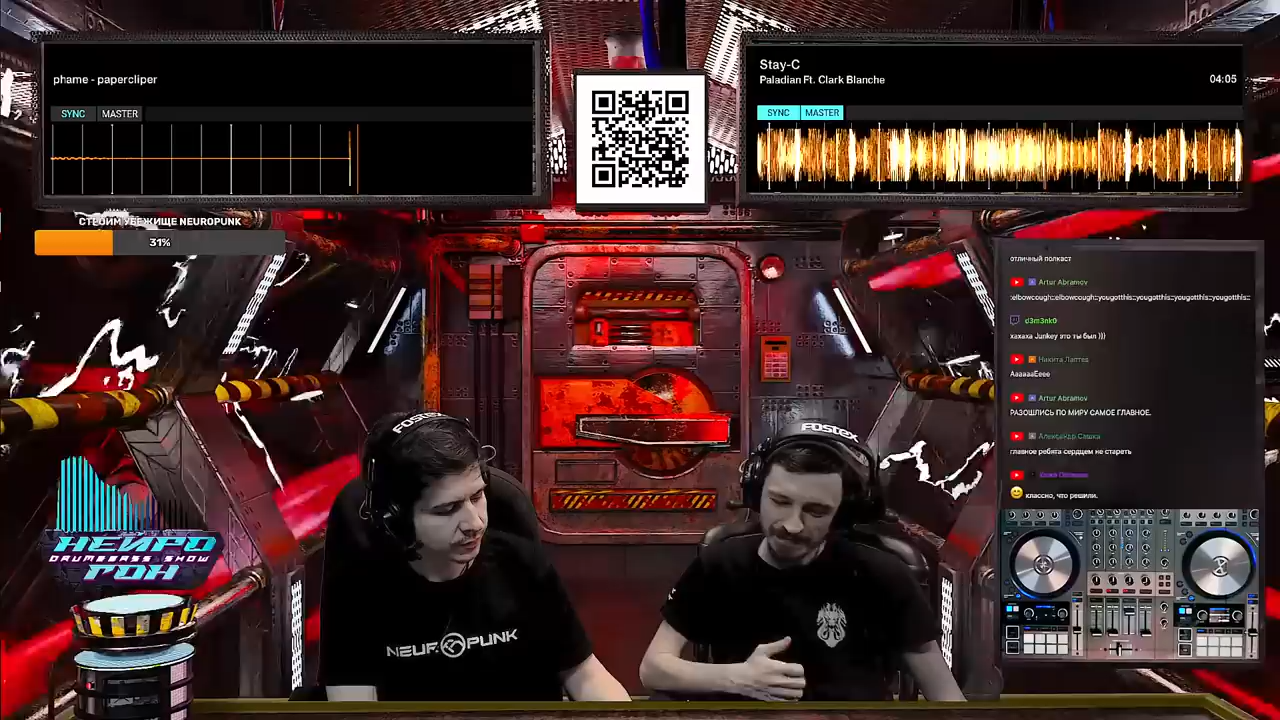 phame - papercliper
SYNC MASTER
Stay-C
Paladian Ft. Clark Blanche
04:05
SYNC MASTER
СТРОИМ УБЕЖИЩЕ NEUROPUNK
31%
отличный полкаст
Artur Abramov
:elbowcough::elbowcough::yougotthis::yougotthis::yougotthis::yougotthis:
d3m3nk0
хахаха Junkey это ты был )))
Никита Лаптев
АаааааЕеее
Artur Abramov
РАЗОШЛИСЬ ПО МИРУ САМОЕ ГЛАВНОЕ.
Александр Сашка
главное ребята сердцем не стареть
классно, что решили.
FOSTEX
FOSTEX
NEUROPUNK
НЕЙРО
DRUMBASS SHOW
ГОН